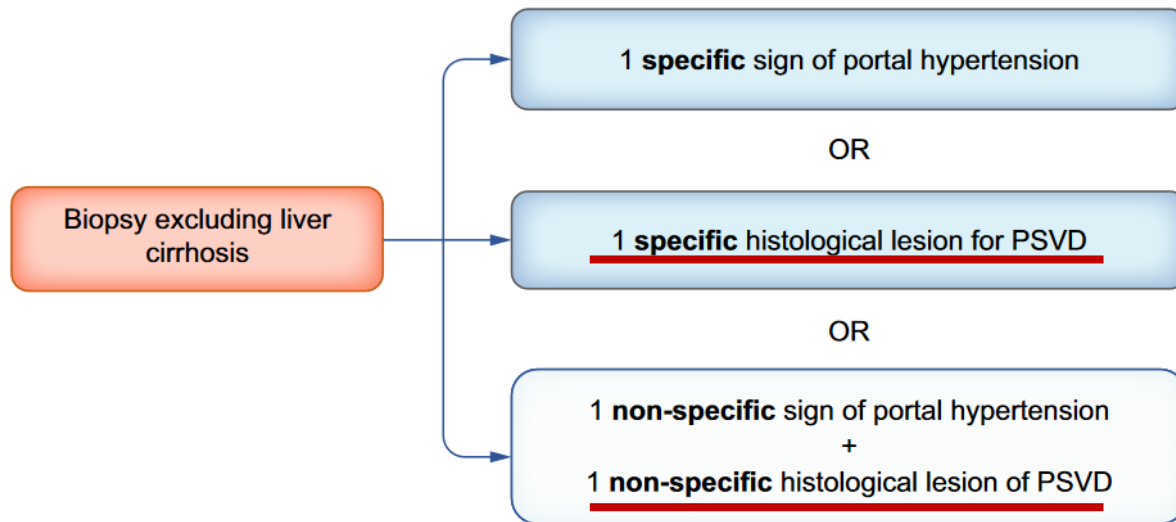 1 specific sign of portal hypertension
OR
Biopsy excluding liver
cirrhosis
1 specific histological lesion for PSVD
OR
1 non-specific sign of portal hypertension
+
1 non-specific histological lesion of PSVD